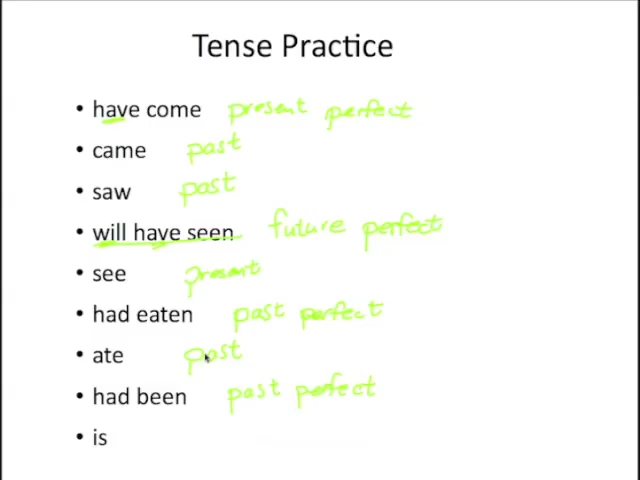 Tense Practice
• have come present perfect
• came past
• saw past
• will have seen future perfect
• see present
• had eaten past perfect
• ate past
• had been past perfect
• is